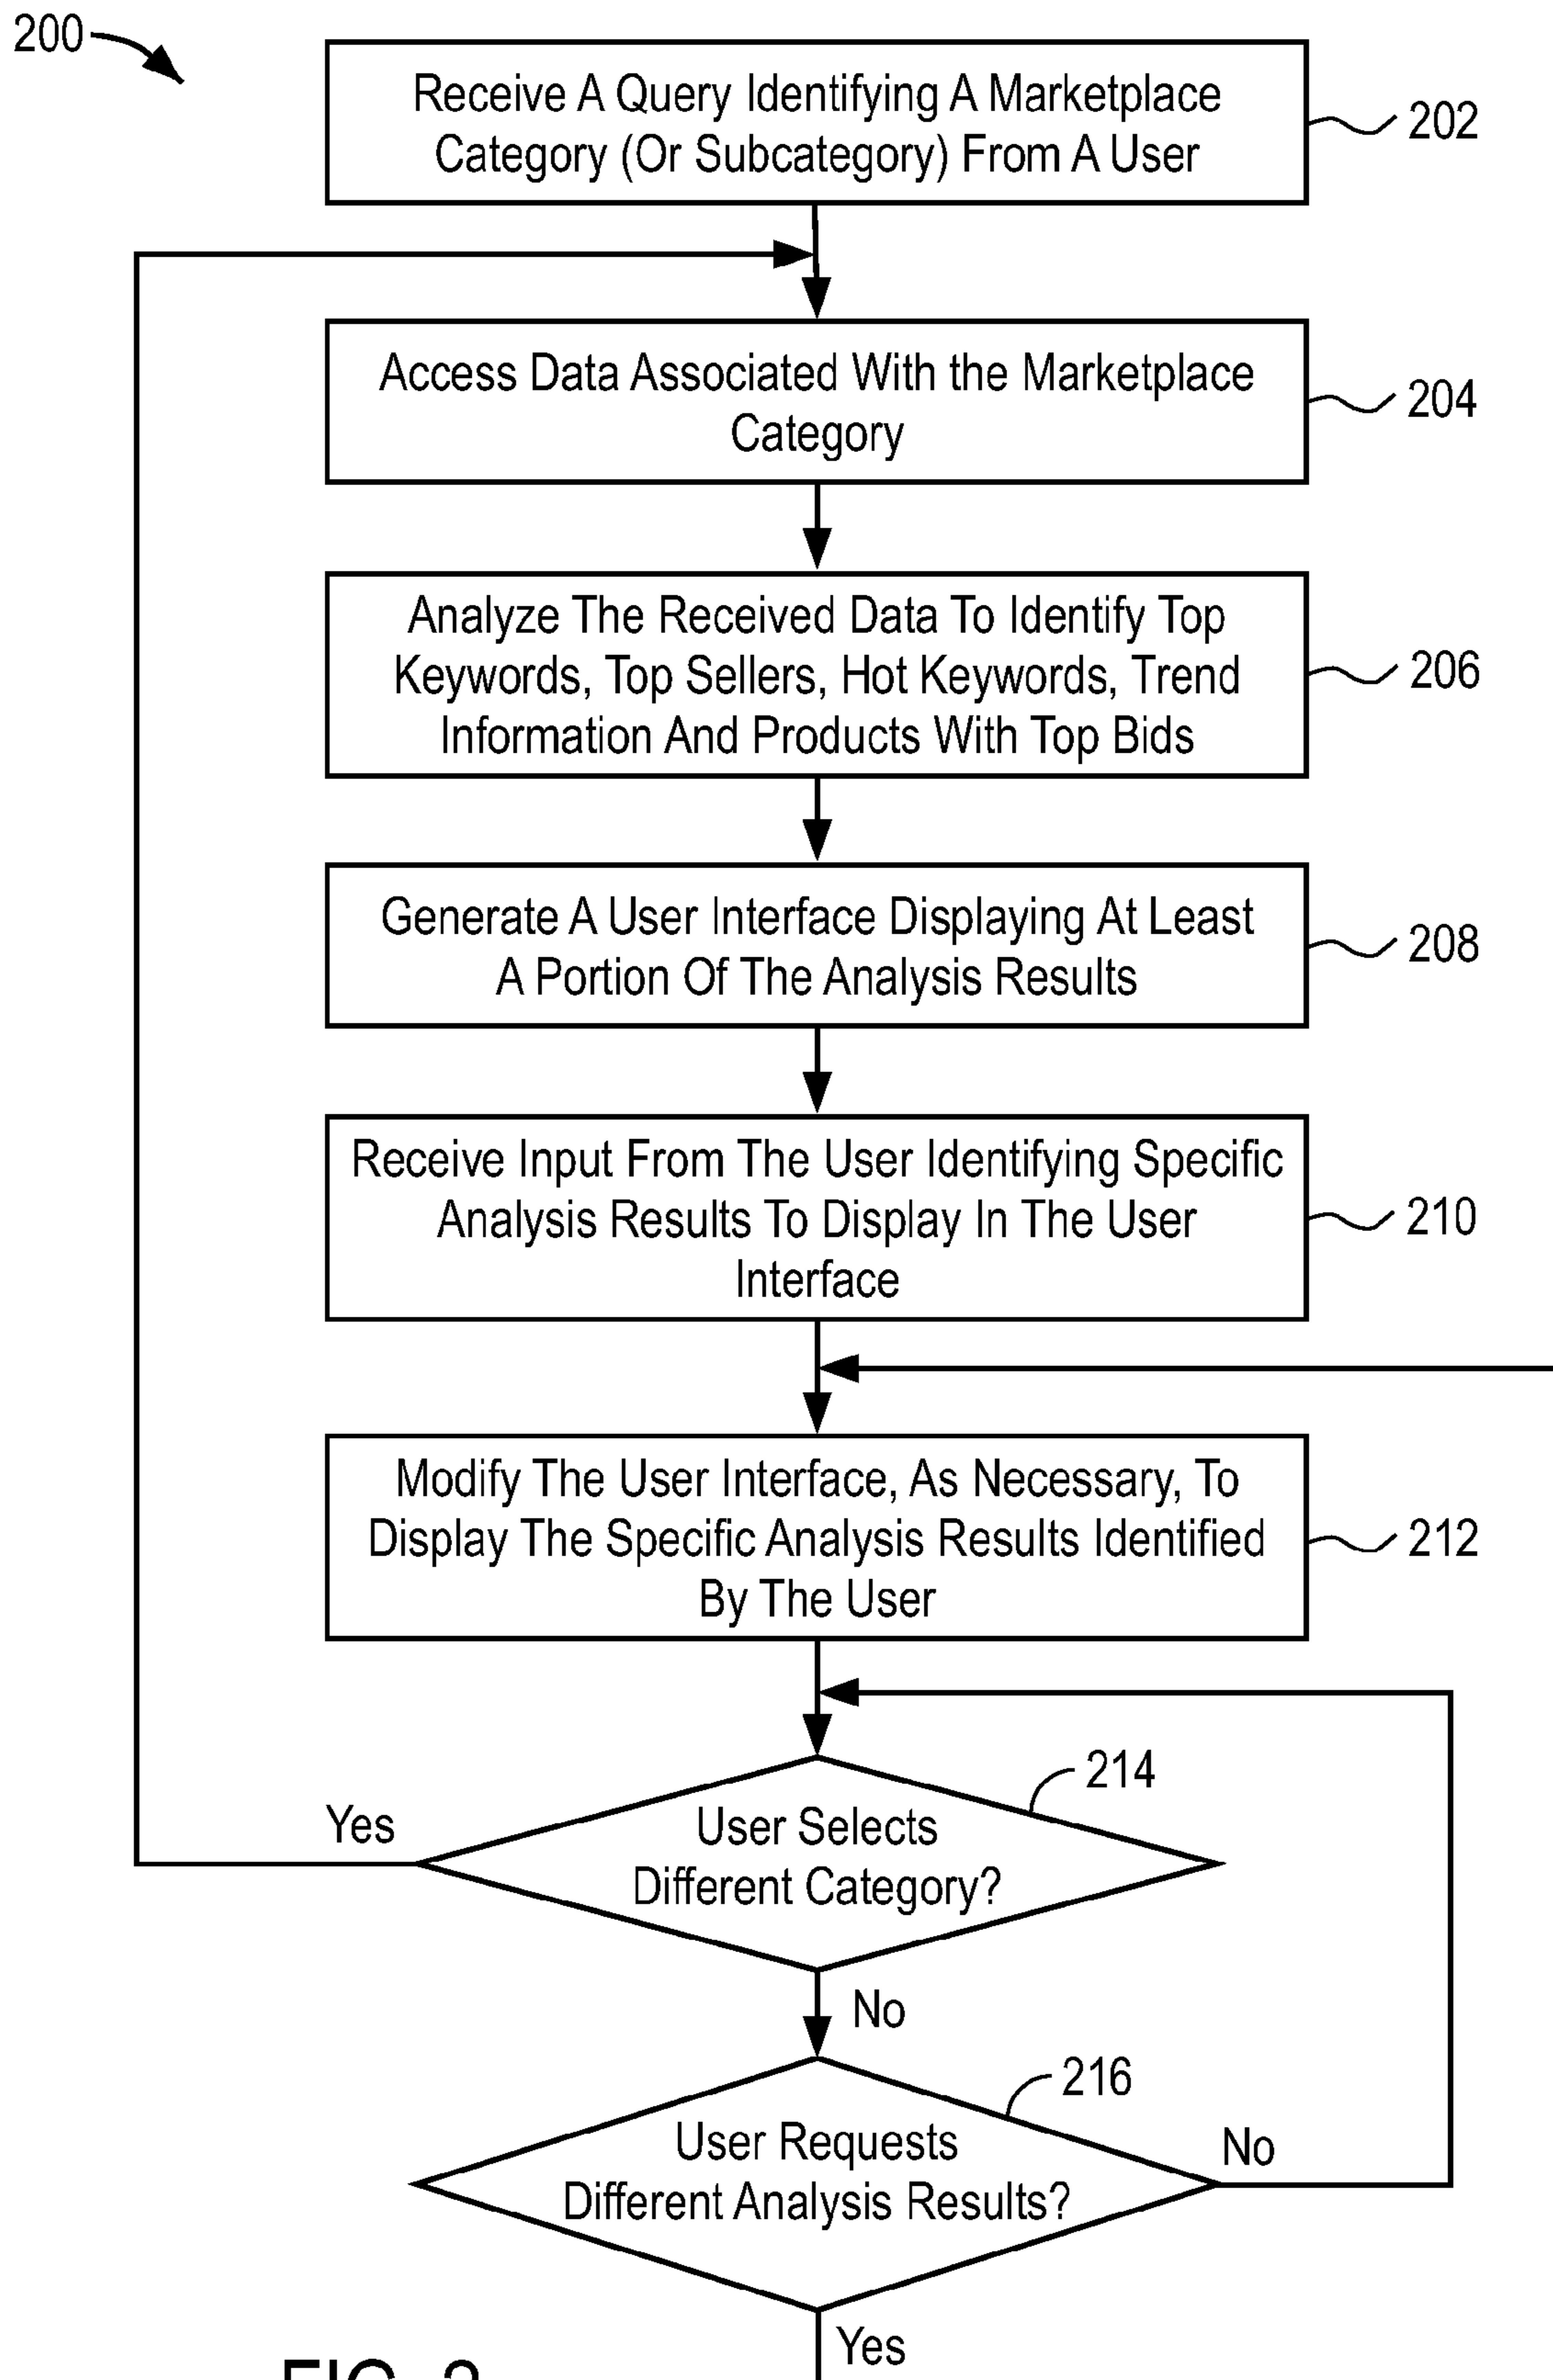 200
Receive A Query Identifying A Marketplace
Category (Or Subcategory) From A User
202
Access Data Associated With the Marketplace
Category
204
Analyze The Received Data To Identify Top
Keywords, Top Sellers, Hot Keywords, Trend
Information And Products With Top Bids
206
Generate A User Interface Displaying At Least
A Portion Of The Analysis Results
208
Receive Input From The User Identifying Specific
Analysis Results To Display In The User
Interface
210
Modify The User Interface, As Necessary, To
Display The Specific Analysis Results Identified
By The User
212
214
Yes
User Selects
Different Category?
No
216
User Requests
Different Analysis Results?
No
Yes
FIG.